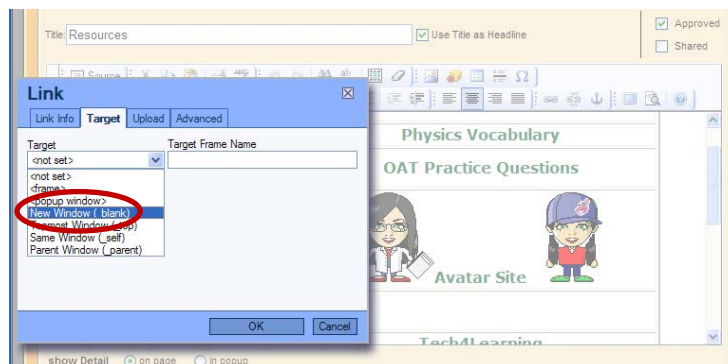 Title: Resources
Use Title as Headline
Approved
Shared
Source
Link
Link Info Target Upload Advanced
Target
Target Frame Name
<not set>
<not set>
<frame>
<popup window>
New Window (_blank)
Topmost Window (_top)
Same Window (_self)
Parent Window (_parent)
OK
Cancel
Physics Vocabulary
OAT Practice Questions
Avatar Site
Tech4Learning
show Detail on page in popup